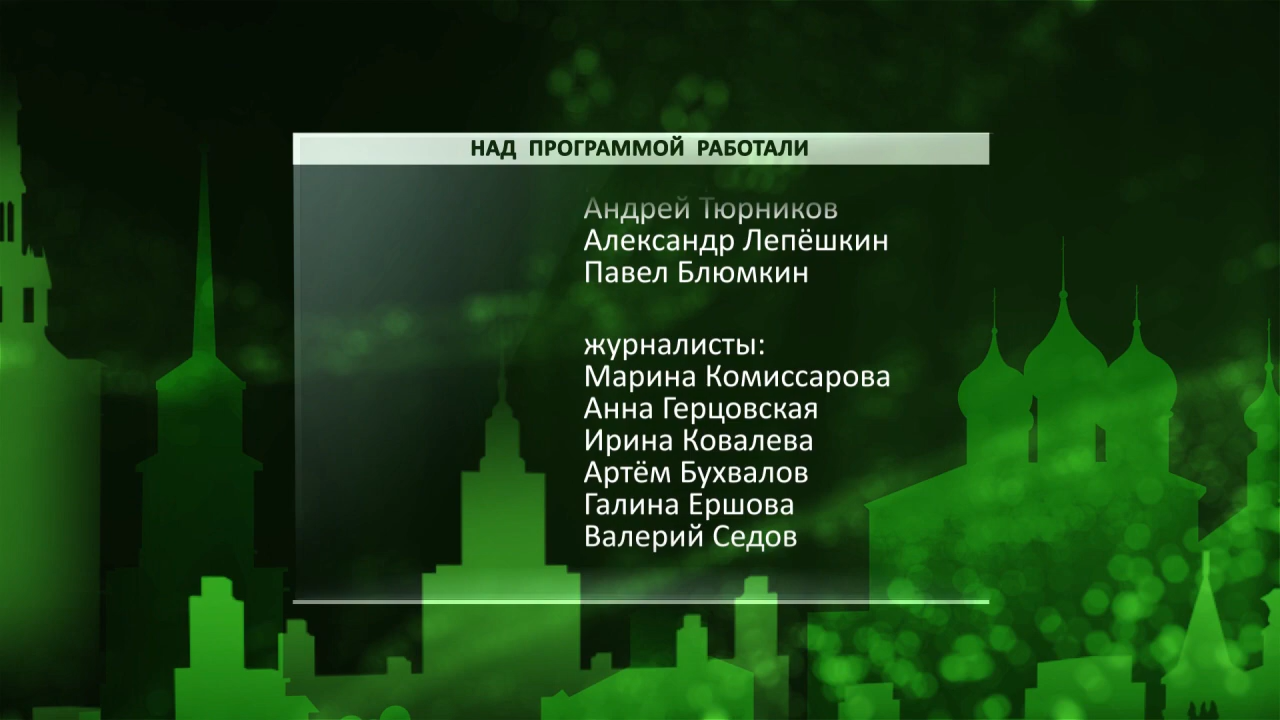 НАД ПРОГРАММОЙ РАБОТАЛИ
Андрей Тюрников
Александр Лепёшкин
Павел Блюмкин
журналисты:
Марина Комиссарова
Анна Герцовская
Ирина Ковалева
Артём Бухвалов
Галина Ершова
Валерий Седов